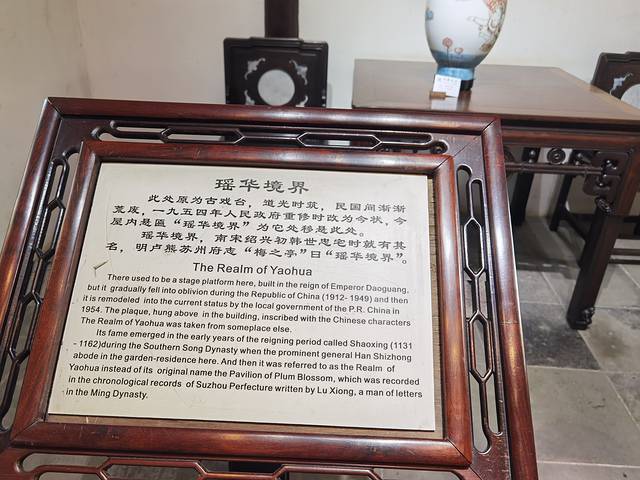 瑶华境界
此处原为古戏台，道光时筑，民国间渐渐
荒废，一九五四年人民政府重修时改为今状，今
屋内悬匾“瑶华境界”为它处移是此处。
瑶华境界，南宋绍兴初韩世忠宅时就有其
名，明卢熊苏州府志“梅之亭”曰“瑶华境界”。
The Realm of Yaohua
There used to be a stage platform here, built in the reign of Emperor Daoguang,
but it gradually fell into oblivion during the Republic of China (1912- 1949) and then
it is remodeled into the current status by the local government of the P.R. China in
1954. The plaque, hung above in the building, inscribed with the Chinese characters
The Realm of Yaohua was taken from someplace else.
Its fame emerged in the early years of the reigning period called Shaoxing (1131
- 1162)during the Southern Song Dynasty when the prominent general Han Shizhong
abode in the garden-residence here. And then it was referred to as the Realm of
Yaohua instead of its original name the Pavilion of Plum Blossom, which was recorded
in the chronological records of Suzhou Perfecture written by Lu Xiong, a man of letters
in the Ming Dynasty.